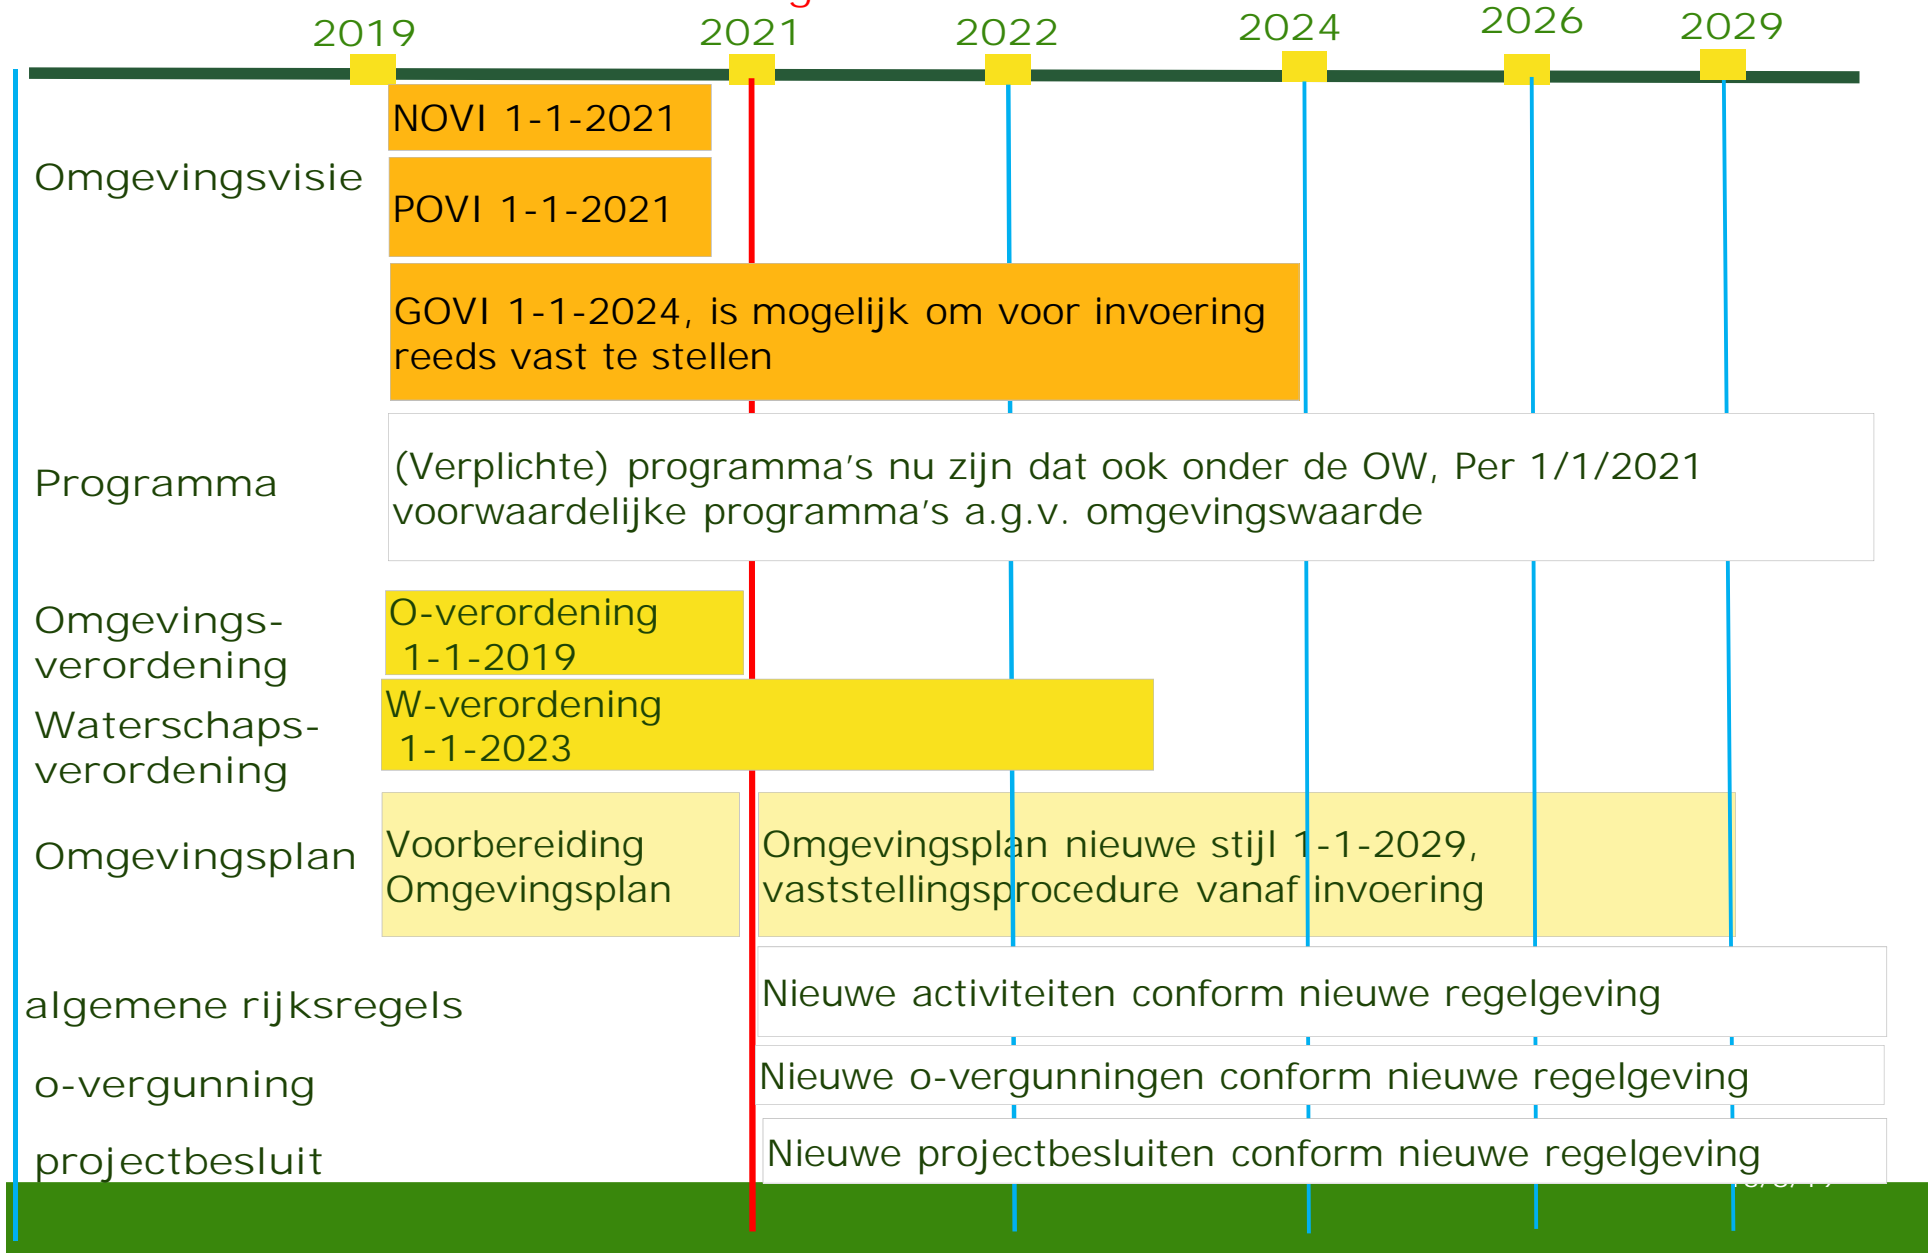 2019 2021 2022 2024 2026 2029
NOVI 1-1-2021
Omgevingsvisie
POVI 1-1-2021
GOVI 1-1-2024, is mogelijk om voor invoering
reeds vast te stellen
Programma
(Verplichte) programma's nu zijn dat ook onder de OW, Per 1/1/2021
voorwaardelijke programma's a.g.v. omgevingswaarde
Omgevings-
verordening
O-verordening
1-1-2019
Waterschaps-
verordening
W-verordening
1-1-2023
Omgevingsplan
Voorbereiding
Omgevingsplan
Omgevingsplan nieuwe stijl 1-1-2029,
vaststellingsprocedure vanaf invoering
algemene rijksregels
Nieuwe activiteiten conform nieuwe regelgeving
o-vergunning
Nieuwe o-vergunningen conform nieuwe regelgeving
projectbesluit
Nieuwe projectbesluiten conform nieuwe regelgeving